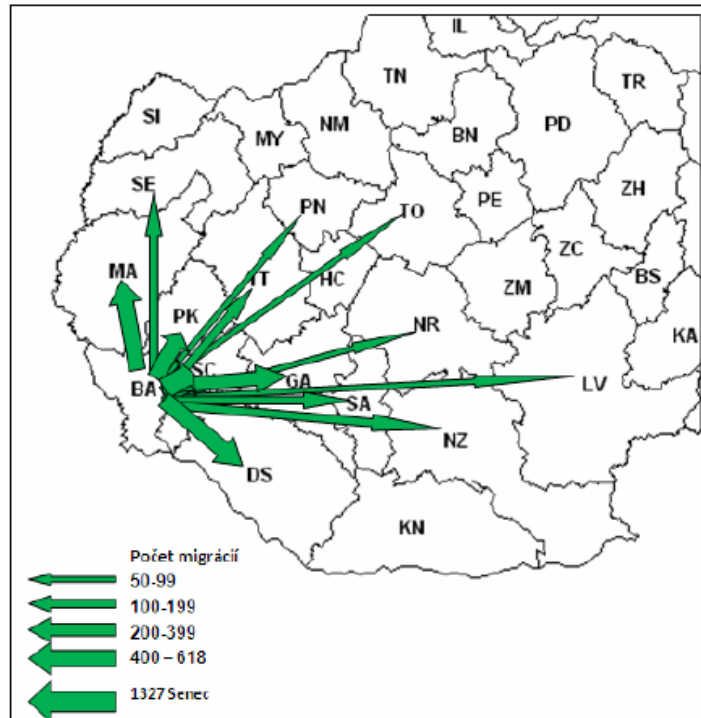 IL
TN
TR
SI
MY
NM
BN
PD
SE
PN
TO
PE
ZH
MA
TT
HC
ZM
ZC
BS
PK
NR
KA
SC
BA
GA
SA
LV
NZ
DS
KN
Počet migrácií
50-99
100-199
200-399
400 – 618
1327 Senec